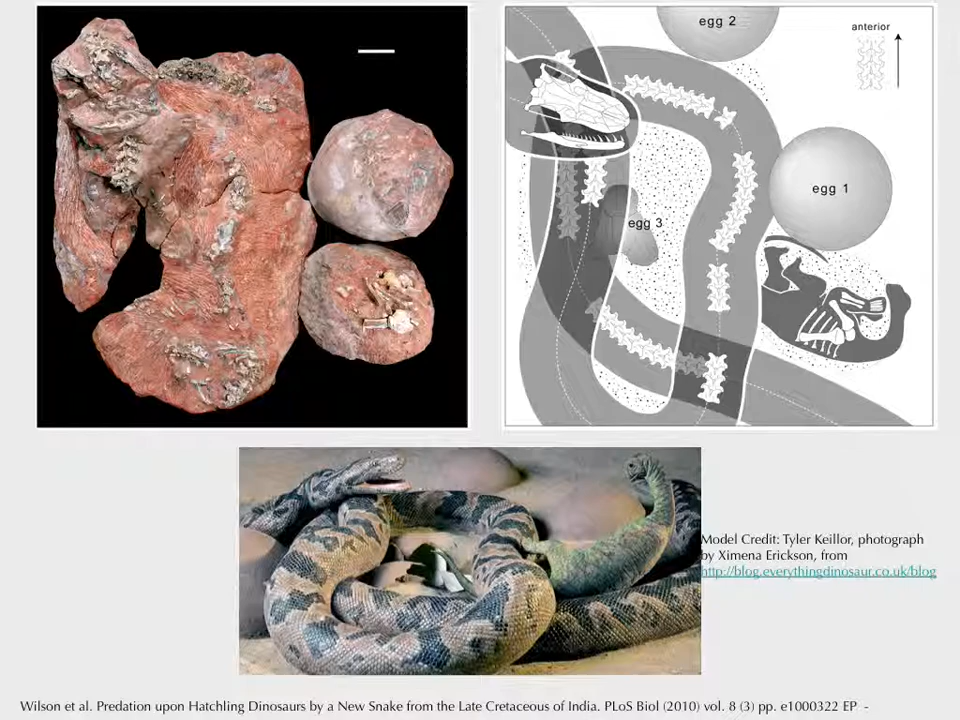 egg 2
anterior
egg 1
egg 3
Model Credit: Tyler Keillor, photograph
by Ximena Erickson, from
http://blog.everythingdinosaur.co.uk/blog
Wilson et al. Predation upon Hatchling Dinosaurs by a New Snake from the Late Cretaceous of India. PLoS Biol (2010) vol. 8 (3) pp. e1000322 EP -